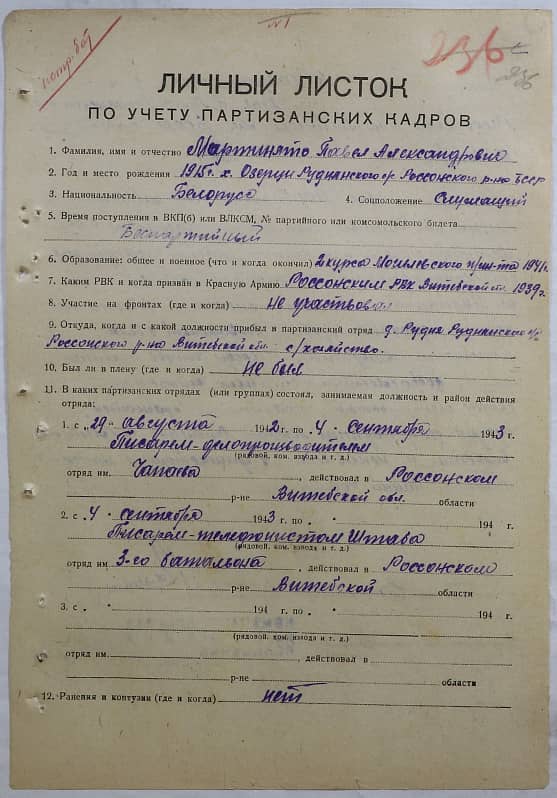 №1
236
236
ЛИЧНЫЙ ЛИСТОК
ПО УЧЕТУ ПАРТИЗАНСКИХ КАДРОВ
1. Фамилия, имя и отчество Павел Александрович
2. Год и место рождения 1915 г. х. Озерцы Руднянского с/с Россонского р-на БССР
3. Национальность Белорус 4. Соцположение Служащий
5. Время поступления в ВКП(б) или ВЛКСМ, № партийного или комсомольского билета
Беспартийный
6. Образование: общее и военное (что и когда окончил) 2 курса Могилевского п/ин-та 1941 г.
7. Каким РВК и когда призван в Красную Армию Россонским РВК Витебской обл. 1939 г.
8. Участие на фронтах (где и когда) не участвовал
9. Откуда, когда и с какой должности прибыл в партизанский отряд д. Рудня Руднянского с/с
Россонского р-на Витебской обл. с/хозяйство.
10. Был ли в плену (где и когда) не был
11. В каких партизанских отрядах (или группах) состоял, занимаемая должность и район действия
отряда:
1. с „29" августа 1942 г. по „4" сентября 1943 г.
Писарем-делопроизводителем
(рядовой, ком. взвода и т. д.)
отряд им. Чапаева, действовал в Россонском
р-не Витебской обл. области
2. с „4" сентября 1943 г. по „ " 194 г.
Писарем-телефонистом Штаба
(рядовой, ком. взвода и т. д.)
отряд им 3-го батальона, действовал в Россонском
р-не Витебской области
3. с „ " 194 г. по „ " 194 г.
(рядовой, ком. взвода и т. д.)
отряд им. , действовал в
р-не области
12. Ранения и контузии (где и когда) нет